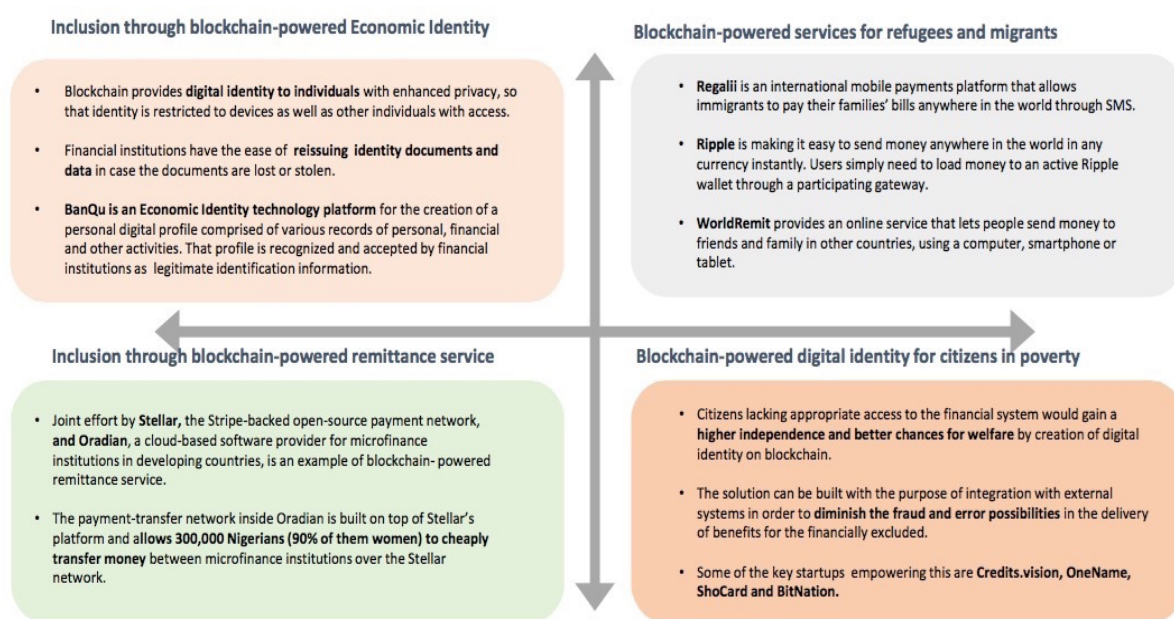 Inclusion through blockchain-powered Economic Identity
• Blockchain provides digital identity to individuals with enhanced privacy, so
that identity is restricted to devices as well as other individuals with access.
• Financial institutions have the ease of reissuing identity documents and
data in case the documents are lost or stolen.
• BanQu is an Economic Identity technology platform for the creation of a
personal digital profile comprised of various records of personal, financial
and other activities. That profile is recognized and accepted by financial
institutions as legitimate identification information.
Blockchain-powered services for refugees and migrants
• Regalii is an international mobile payments platform that allows
immigrants to pay their families' bills anywhere in the world through SMS.
• Ripple is making it easy to send money anywhere in the world in any
currency instantly. Users simply need to load money to an active Ripple
wallet through a participating gateway.
• WorldRemit provides an online service that lets people send money to
friends and family in other countries, using a computer, smartphone or
tablet.
Inclusion through blockchain-powered remittance service
• Joint effort by Stellar, the Stripe-backed open-source payment network,
and Oradian, a cloud-based software provider for microfinance
institutions in developing countries, is an example of blockchain- powered
remittance service.
• The payment-transfer network inside Oradian is built on top of Stellar's
platform and allows 300,000 Nigerians (90% of them women) to cheaply
transfer money between microfinance institutions over the Stellar
network.
Blockchain-powered digital identity for citizens in poverty
• Citizens lacking appropriate access to the financial system would gain a
higher independence and better chances for welfare by creation of digital
identity on blockchain.
• The solution can be built with the purpose of integration with external
systems in order to diminish the fraud and error possibilities in the delivery
of benefits for the financially excluded.
• Some of the key startups empowering this are Credits.vision, OneName,
ShoCard and BitNation.